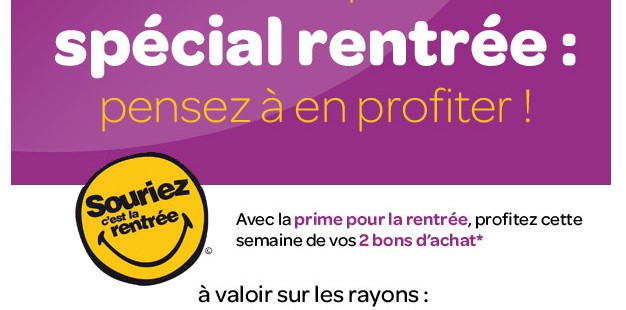 spécial rentrée :
pensez à en profiter !
Souriez
c'est la
rentrée
©
Avec la prime pour la rentrée, profitez cette
semaine de vos 2 bons d'achat*
à valoir sur les rayons :